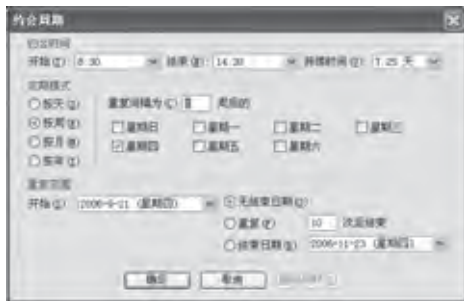 约会周期
约会时间
开始(T): 8:30 结束(N): 14:30 持续时间(U): 7.25 天
定期模式
按天(D) 重复间隔为(C) 周后的
按周(W) 星期日 星期一 星期二 星期三
按月(M) 星期四 星期五 星期六
按年(Y)
重复范围
开始(S): (星期四) 无结束日期(O)
重复(F) 10 次后结束
结束日期(B) 2006-11-23 (星期四)
确定 取消